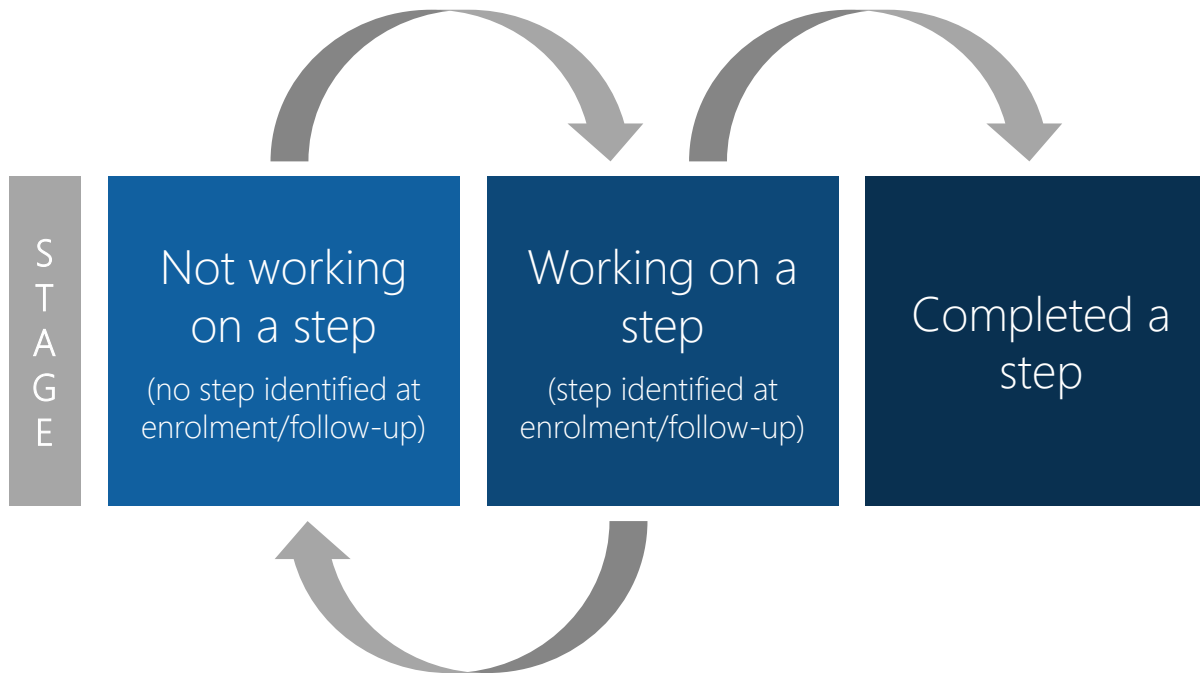 STAGE
Not working
on a step
(no step identified at
enrolment/follow-up)
Working on a
step
(step identified at
enrolment/follow-up)
Completed a
step